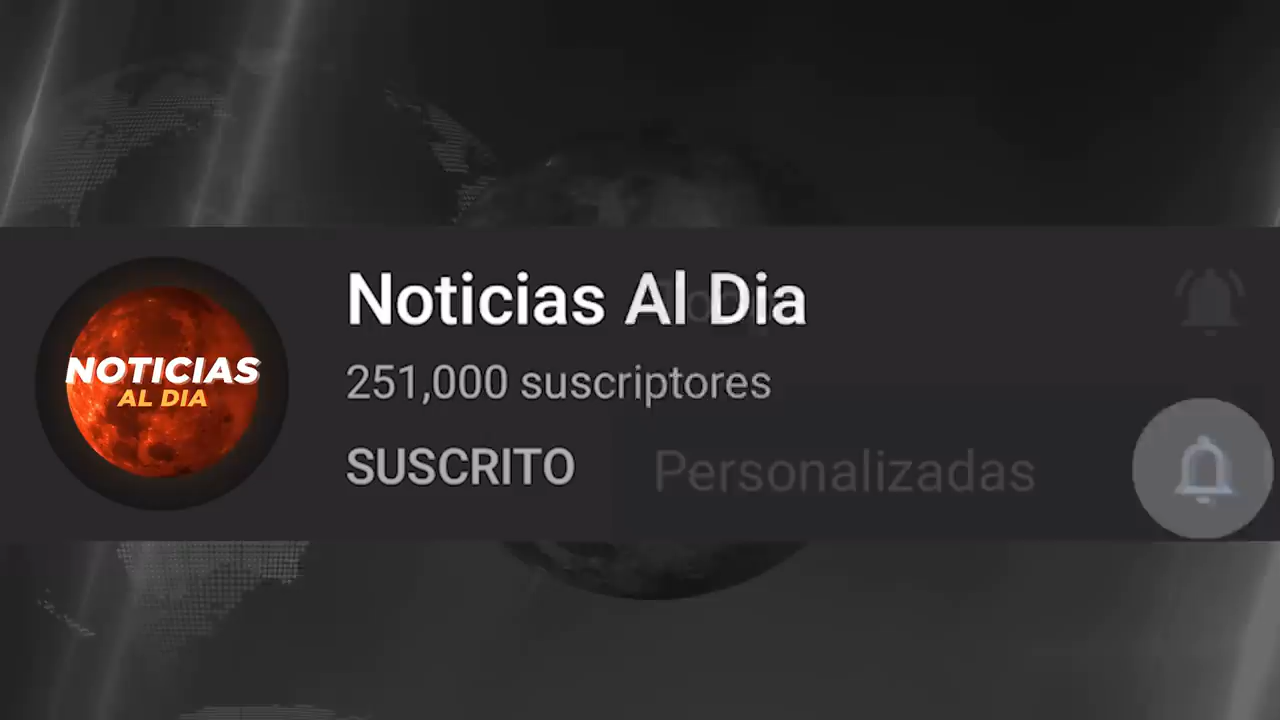 NOTICIAS
AL DIA
Noticias Al Dia
251,000 suscriptores
SUSCRITO
Personalizadas